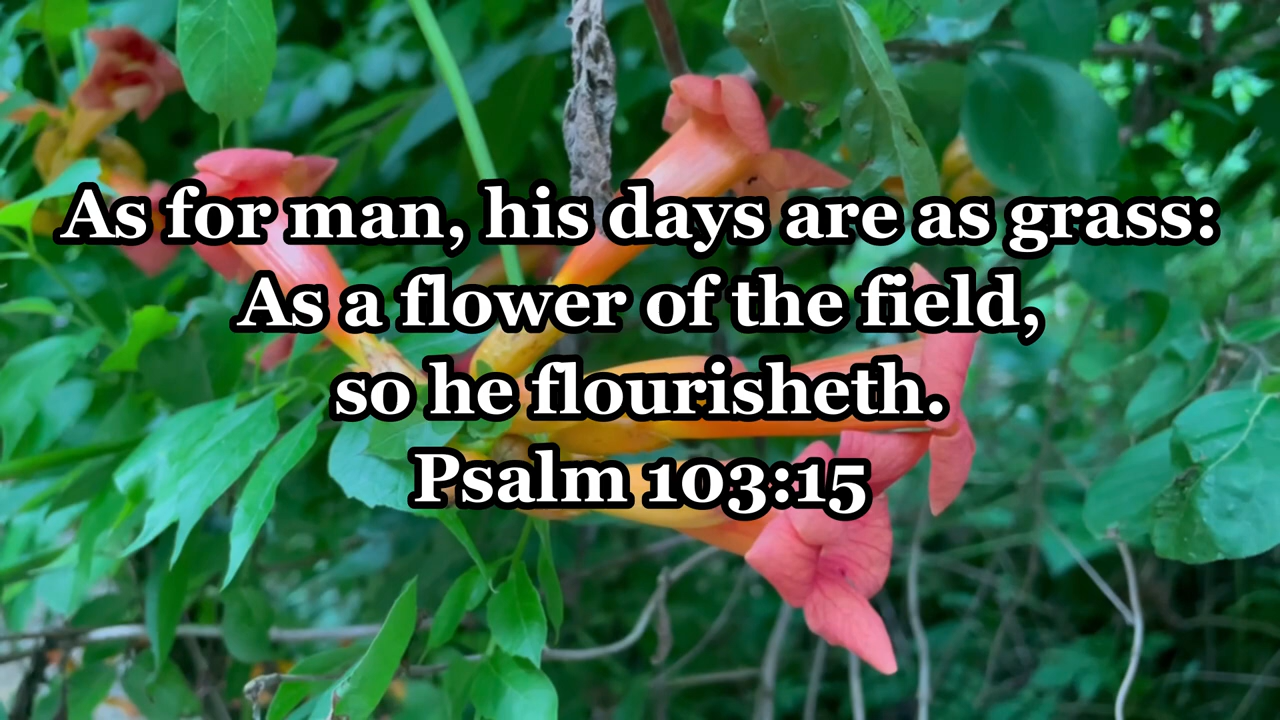 As for man, his days are as grass:
As a flower of the field,
so he flourisheth.
Psalm 103:15